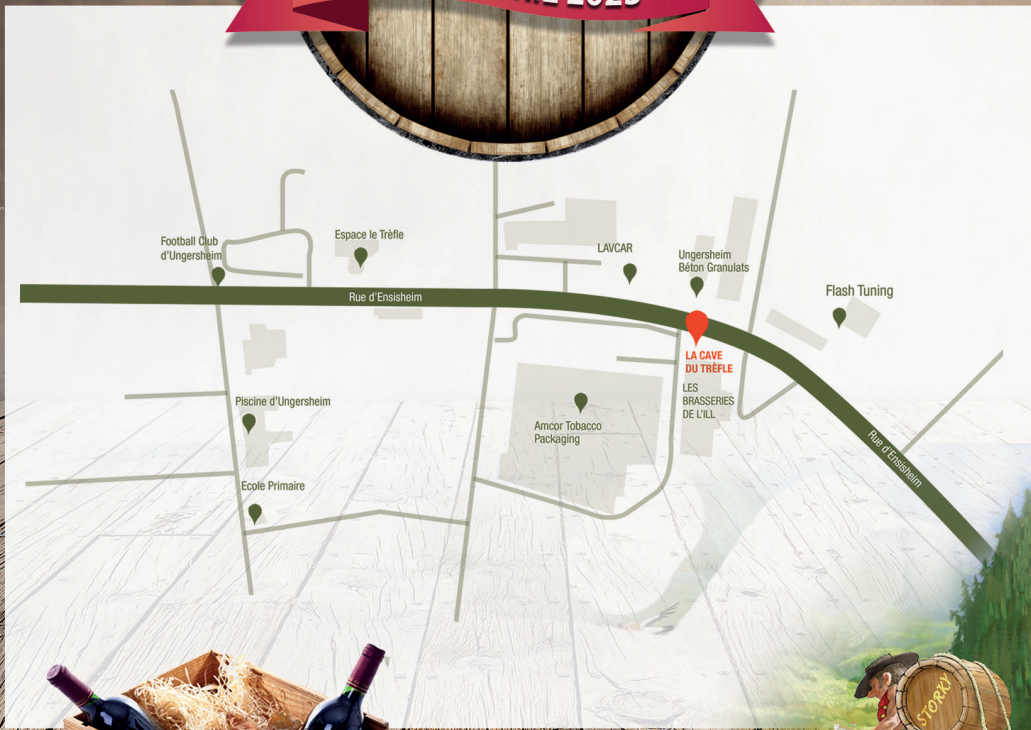 2025
Football Club
d'Ungersheim
Espace le Trèfle
LAVCAR
Ungersheim
Béton Granulats
Flash Tuning
Rue d'Ensisheim
LA CAVE
DU TRÈFLE
LES
BRASSERIES
DE L'ILL
Piscine d'Ungersheim
Amcor Tobacco
Packaging
Rue d'Ensisheim
Ecole Primaire
STORKY